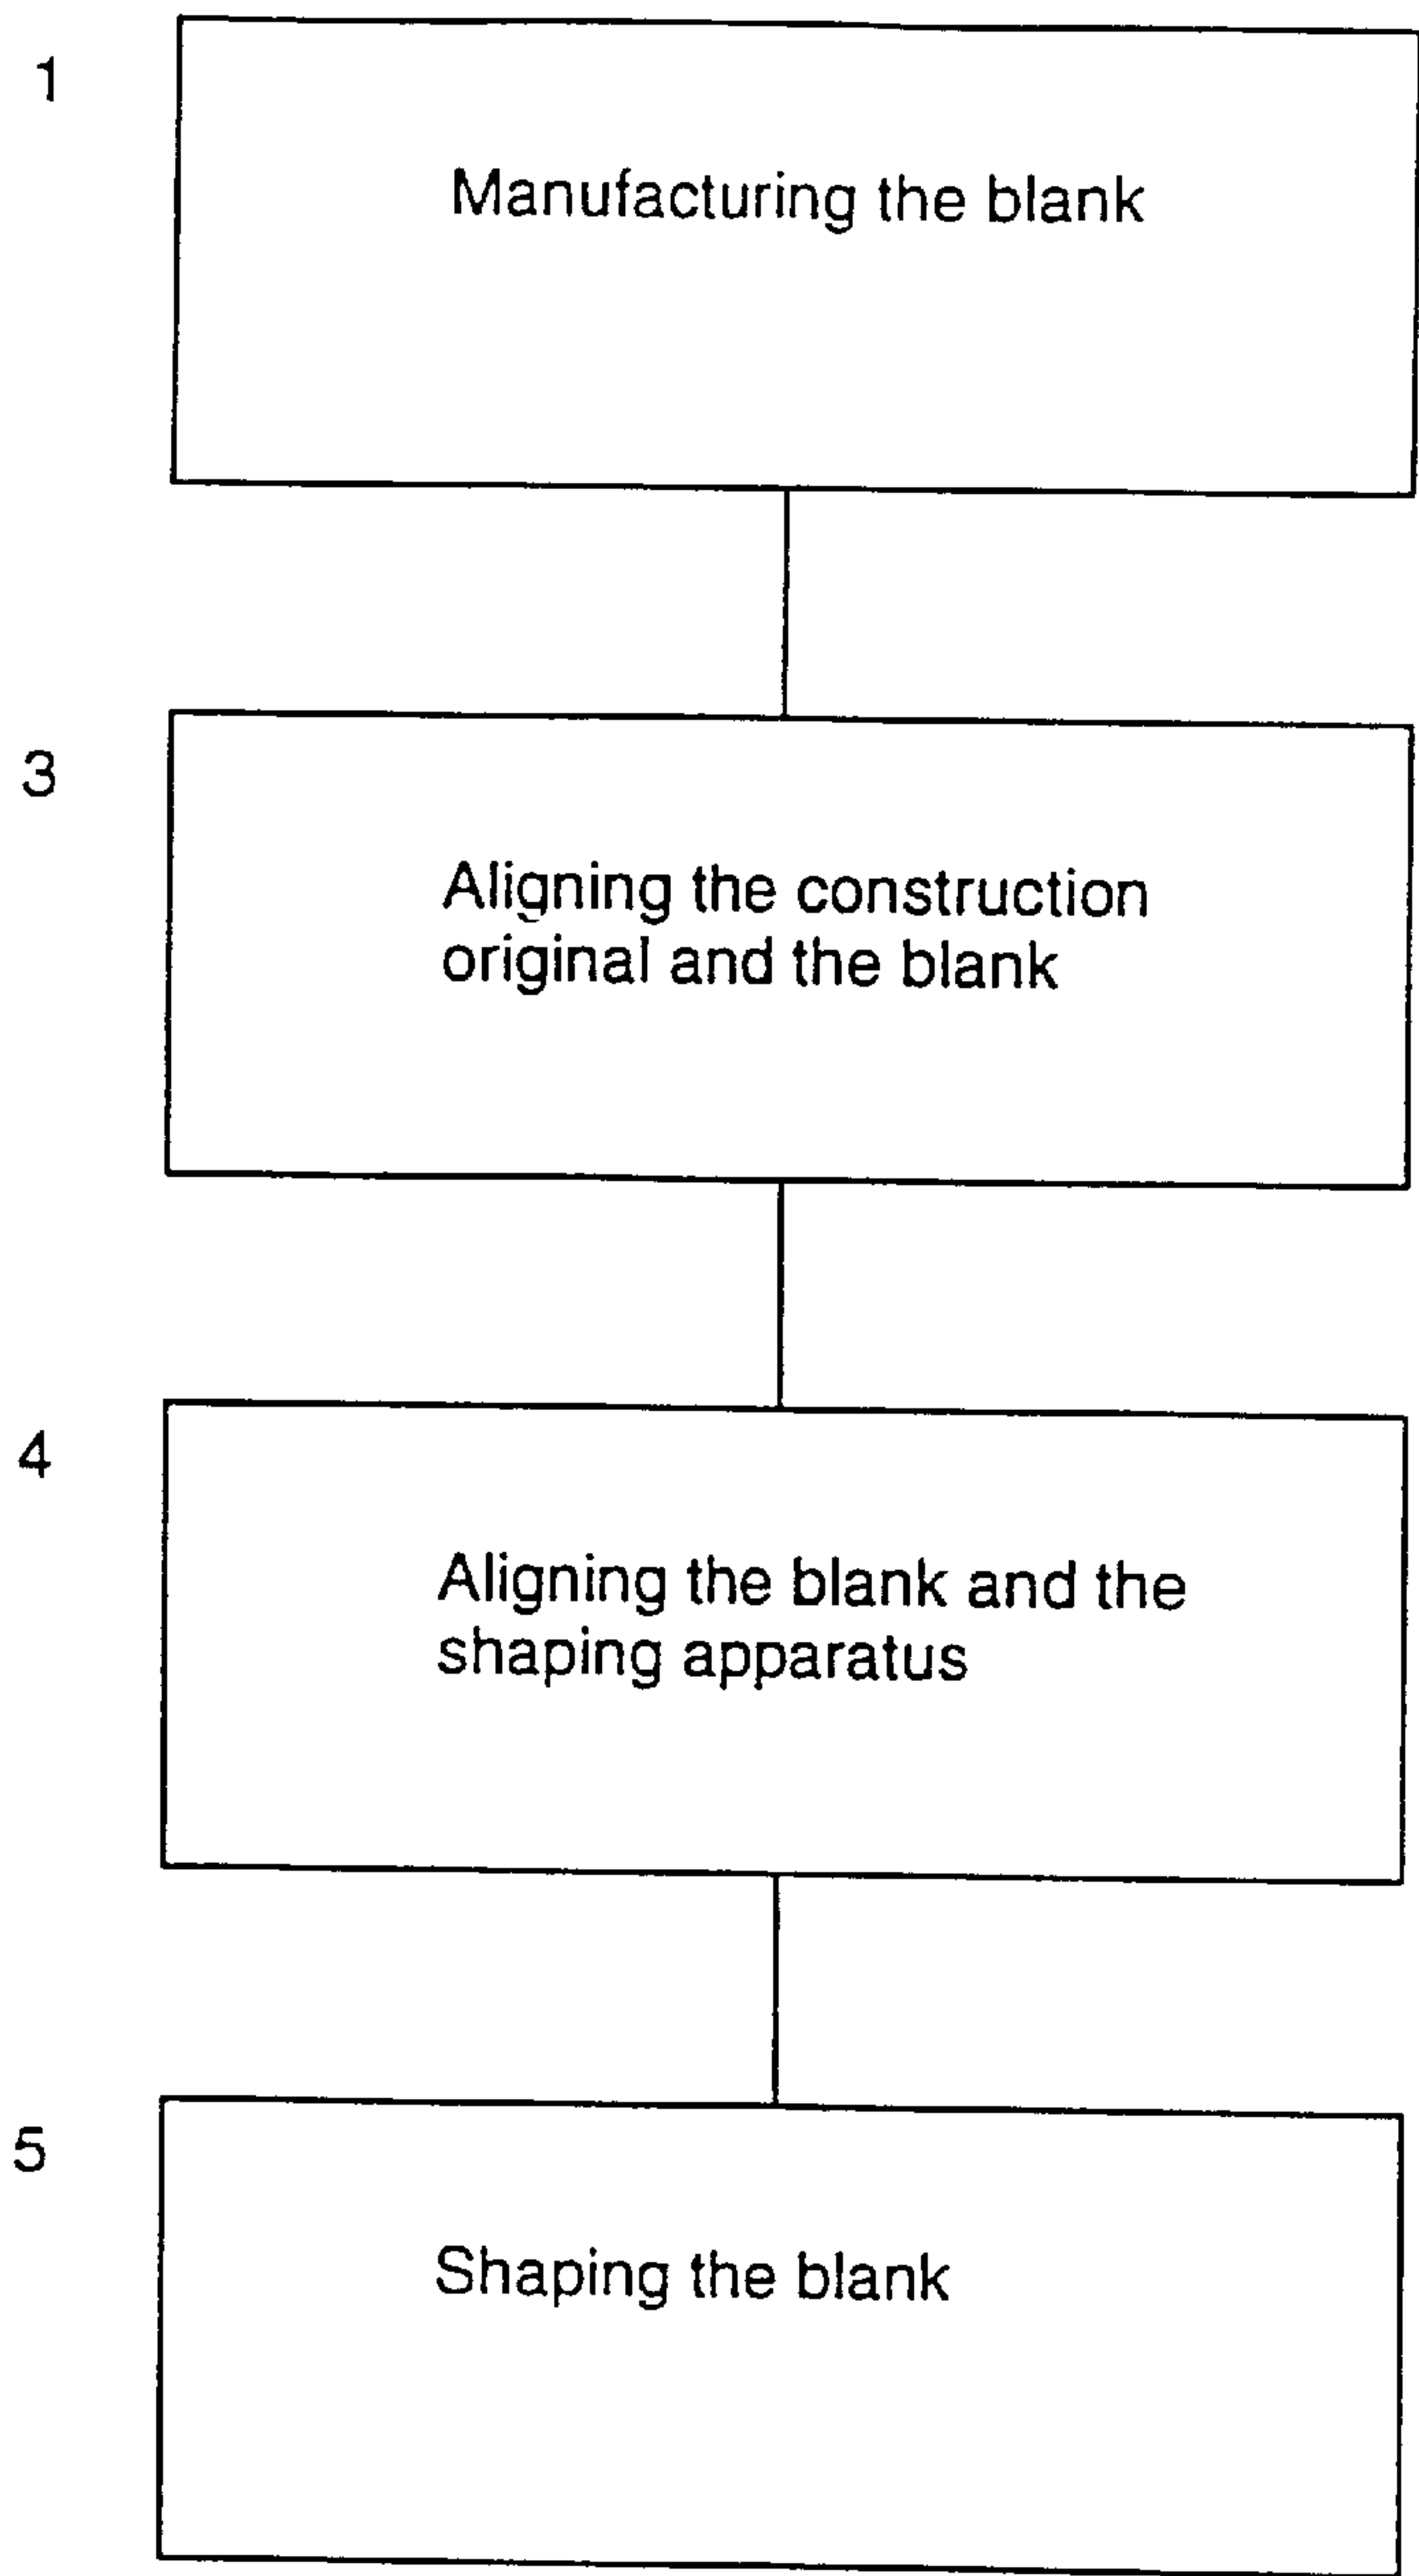 1
Manufacturing the blank
3
Aligning the construction
original and the blank
4
Aligning the blank and the
shaping apparatus
5
Shaping the blank